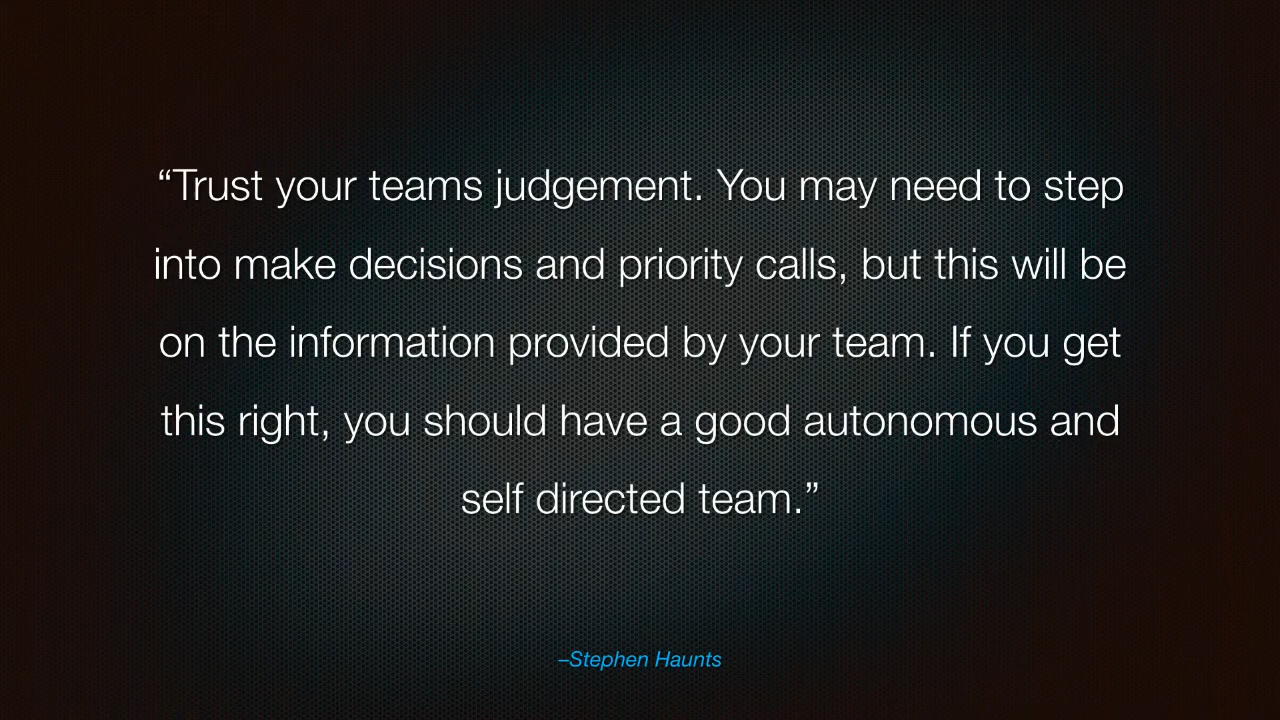 “Trust your teams judgement. You may need to step
into make decisions and priority calls, but this will be
on the information provided by your team. If you get
this right, you should have a good autonomous and
self directed team.”
–Stephen Haunts